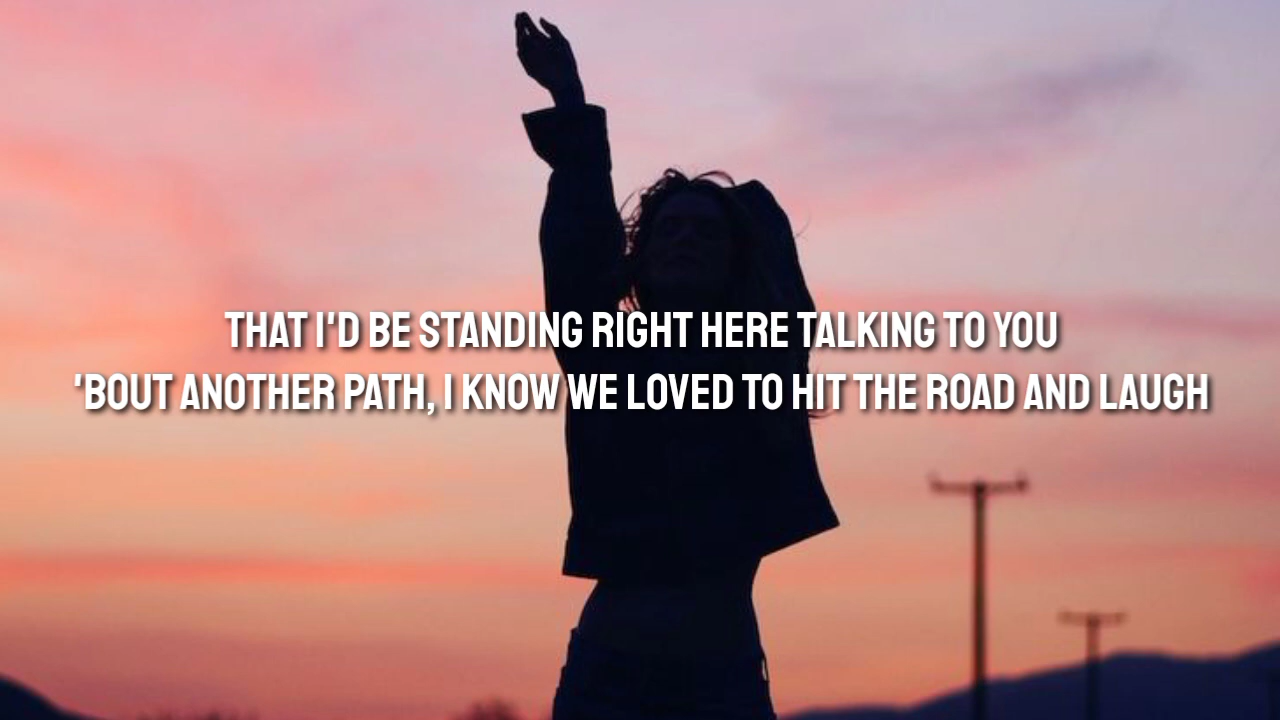 THAT I'D BE STANDING RIGHT HERE TALKING TO YOU
'BOUT ANOTHER PATH, I KNOW WE LOVED TO HIT THE ROAD AND LAUGH